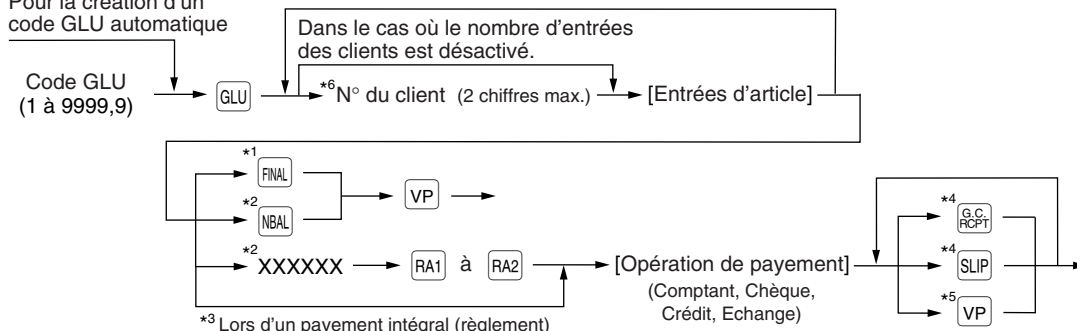 Pour la création d'un
code GLU automatique
Dans le cas où le nombre d'entrées
des clients est désactivé.
Code GLU
(1 à 9999,9)
GLU
*6N° du client (2 chiffres max.)
[Entrées d'article]
*1
FINAL
*2
NBAL
VP
*2XXXXXX
RA1 à RA2
[Opération de payement]
(Comptant, Chèque,
Crédit, Echange)
*4
G.C.
RCPT
*4
SLIP
*5
VP
*3 Lors d'un payement intégral (règlement)